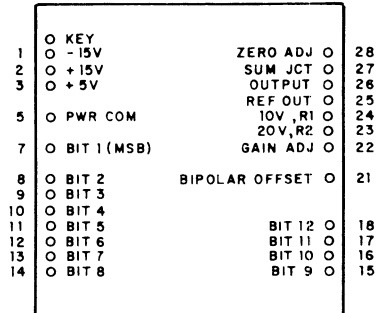 KEY
1 -15V ZERO ADJ 28
2 +15V SUM JCT 27
3 +5V OUTPUT 26
REF OUT 25
5 PWR COM 10V, R1 24
20V, R2 23
7 BIT 1 (MSB) GAIN ADJ 22
8 BIT 2 BIPOLAR OFFSET 21
9 BIT 3
10 BIT 4
11 BIT 5 BIT 12 18
12 BIT 6 BIT 11 17
13 BIT 7 BIT 10 16
14 BIT 8 BIT 9 15